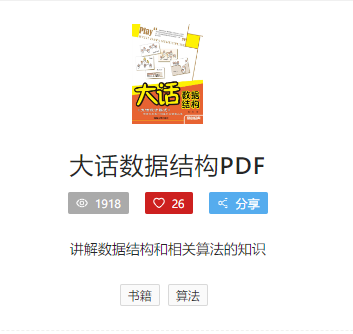 Play
大话
数据
结构
大话数据结构PDF
1918
26
分享
讲解数据结构和相关算法的知识
书籍
算法